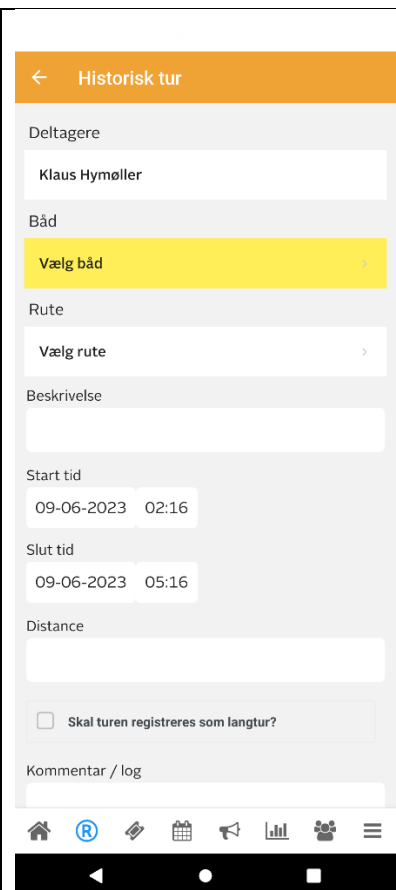 Historisk tur
Deltagere
Klaus Hymøller
Båd
Vælg båd
Rute
Vælg rute
Beskrivelse
Start tid
09-06-2023 02:16
Slut tid
09-06-2023 05:16
Distance
Skal turen registreres som langtur?
Kommentar / log
R